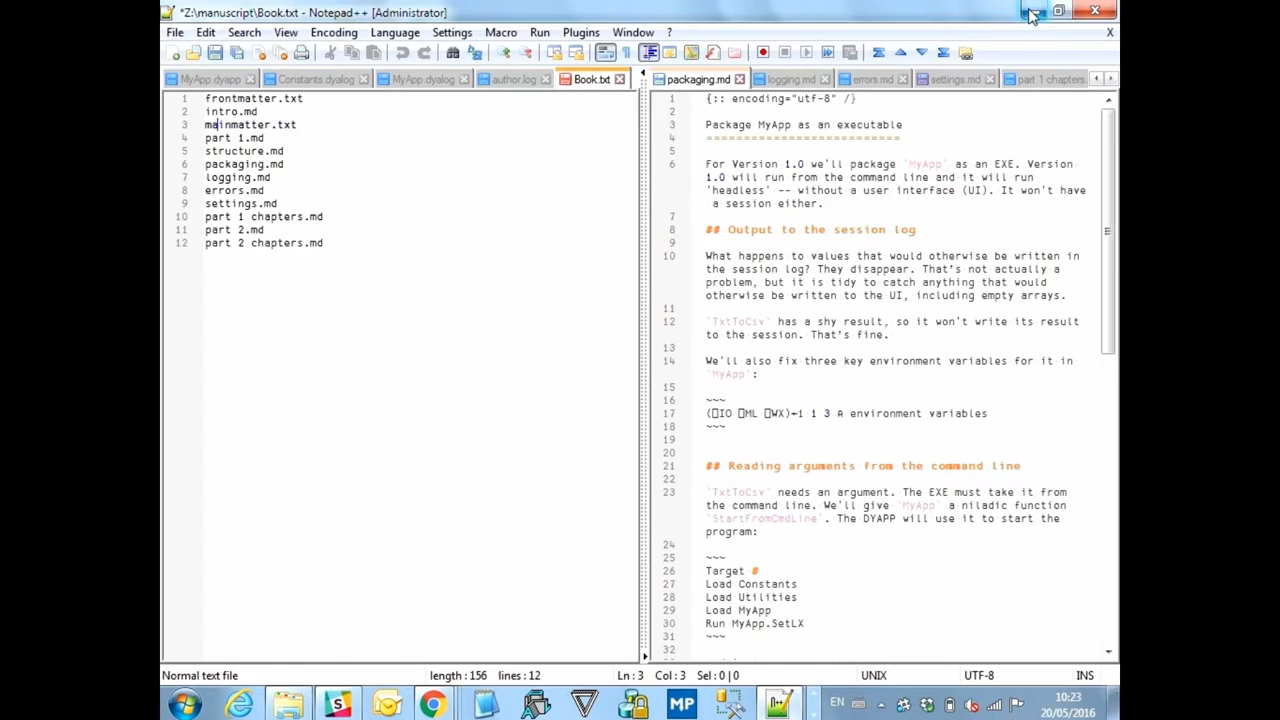 *Z:\manuscript\Book.txt - Notepad++ [Administrator]
File Edit Search View Encoding Language Settings Macro Run Plugins Window ? X
MyApp.dyapp Constants.dyalog MyApp.dyalog author.log Book.txt packaging.md logging.md errors.md settings.md part 1 chapters.
1 frontmatter.txt
2 intro.md
3 mainmatter.txt
4 part 1.md
5 structure.md
6 packaging.md
7 logging.md
8 errors.md
9 settings.md
10 part 1 chapters.md
11 part 2.md
12 part 2 chapters.md
1 {:: encoding="utf-8" /}
2
3 Package MyApp as an executable
4 ==============================
5
6 For Version 1.0 we'll package `MyApp` as an EXE. Version
1.0 will run from the command line and it will run
'headless' -- without a user interface (UI). It won't have
a session either.
7
8 ## Output to the session log
9
10 What happens to values that would otherwise be written in
the session log? They disappear. That's not actually a
problem, but it is tidy to catch anything that would
otherwise be written to the UI, including empty arrays.
11
12 `TxtToCsv` has a shy result, so it won't write its result
to the session. That's fine.
13
14 We'll also fix three key environment variables for it in
`MyApp`:
15
16 ~~~
17 (⎕IO ⎕ML ⎕WX)←1 1 3 ⍝ environment variables
18 ~~~
19
20
21 ## Reading arguments from the command line
22
23 `TxtToCsv` needs an argument. The EXE must take it from
the command line. We'll give `MyApp` a niladic function
`StartFromCmdLine`. The DYAPP will use it to start the
program:
24
25 ~~~
26 Target #
27 Load Constants
28 Load Utilities
29 Load MyApp
30 Run MyApp.SetLX
31 ~~~
32
Normal text file length : 156 lines : 12 Ln : 3 Col : 3 Sel : 0 | 0 UNIX UTF-8 INS
MP EN 10:23
20/05/2016